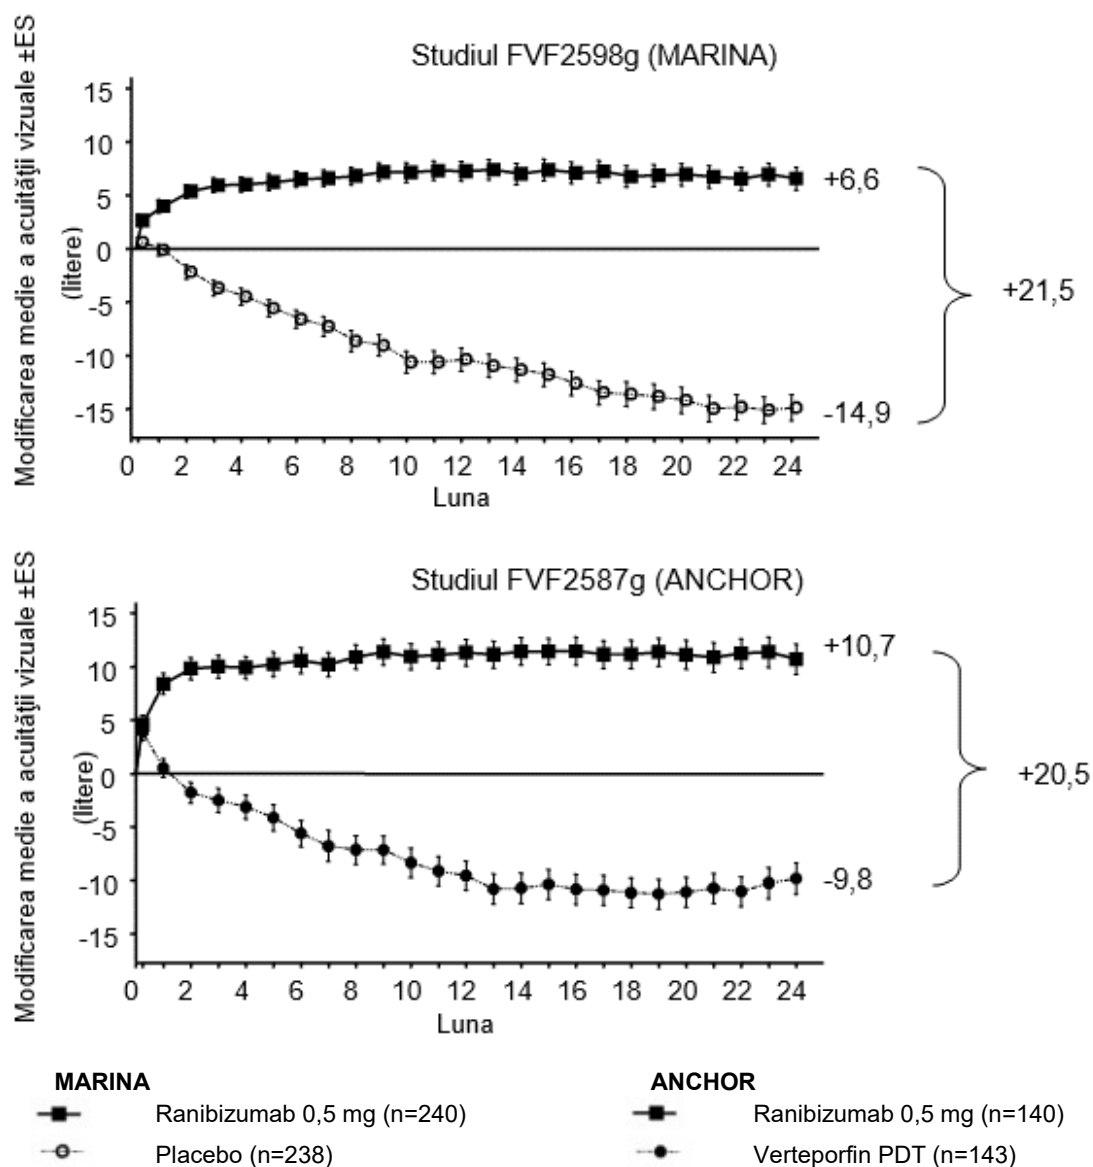 Studiul FVF2598g (MARINA)
Modificarea medie a acuităţii vizuale ±ES
(litere)
15
10
5
0
-5
-10
-15
+6,6
+21,5
-14,9
0 2 4 6 8 10 12 14 16 18 20 22 24
Luna
Studiul FVF2587g (ANCHOR)
Modificarea medie a acuităţii vizuale ±ES
(litere)
15
10
5
0
-5
-10
-15
+10,7
+20,5
-9,8
0 2 4 6 8 10 12 14 16 18 20 22 24
Luna
MARINA
Ranibizumab 0,5 mg (n=240)
Placebo (n=238)
ANCHOR
Ranibizumab 0,5 mg (n=140)
Verteporfin PDT (n=143)